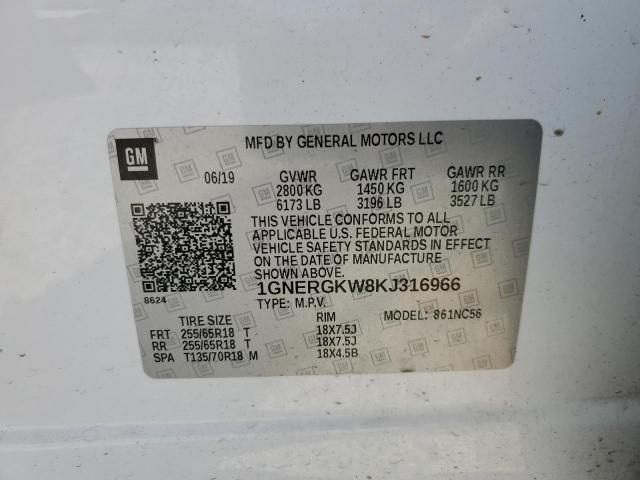 GM
MFD BY GENERAL MOTORS LLC
06/19 GVWR GAWR FRT GAWR RR
2800 KG 1450 KG 1600 KG
6173 LB 3196 LB 3527 LB
THIS VEHICLE CONFORMS TO ALL
APPLICABLE U.S. FEDERAL MOTOR
VEHICLE SAFETY STANDARDS IN EFFECT
ON THE DATE OF MANUFACTURE
SHOWN ABOVE.
1GNERGKW8KJ316966
8624
TYPE: M.P.V.
TIRE SIZE RIM MODEL: 861NC56
FRT 255/65R18 T 18X7.5J
RR 255/65R18 T 18X7.5J
SPA T135/70R18 M 18X4.5B